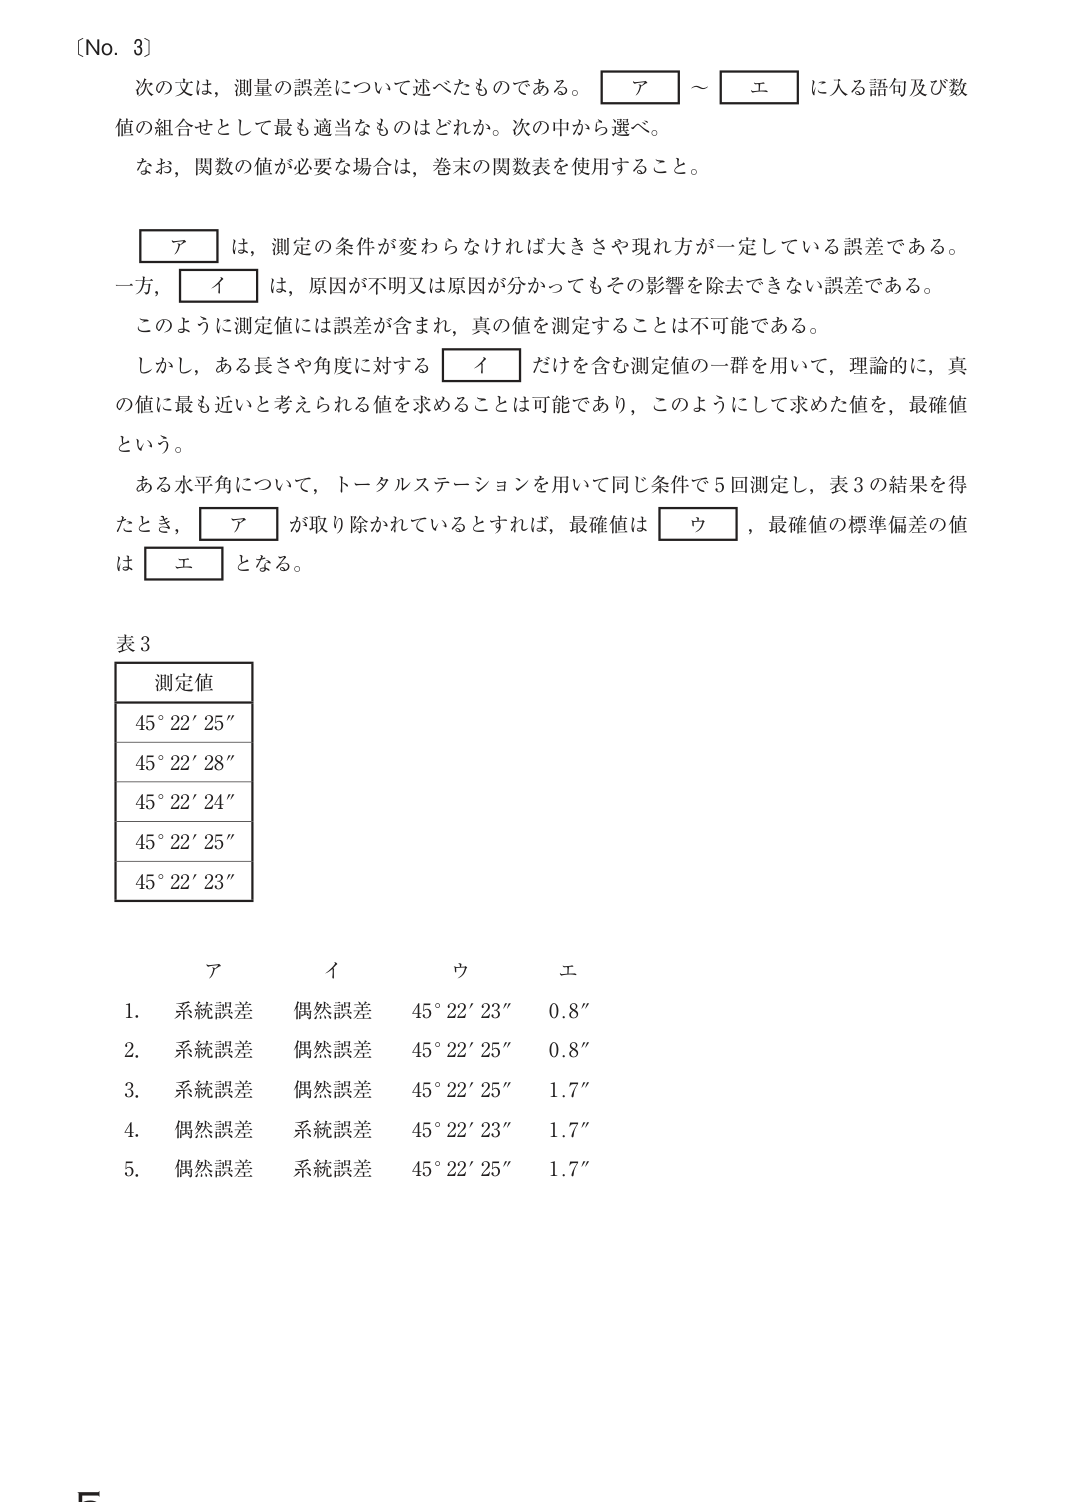 〔No. 3〕
次の文は，測量の誤差について述べたものである。 ア ～ エ に入る語句及び数
値の組合せとして最も適当なものはどれか。次の中から選べ。
なお，関数の値が必要な場合は，巻末の関数表を使用すること。
ア は，測定の条件が変わらなければ大きさや現れ方が一定している誤差である。
一方， イ は，原因が不明又は原因が分かってもその影響を除去できない誤差である。
このように測定値には誤差が含まれ，真の値を測定することは不可能である。
しかし，ある長さや角度に対する イ だけを含む測定値の一群を用いて，理論的に，真
の値に最も近いと考えられる値を求めることは可能であり，このようにして求めた値を，最確値
という。
ある水平角について，トータルステーションを用いて同じ条件で5回測定し，表3の結果を得
たとき， ア が取り除かれているとすれば，最確値は ウ ，最確値の標準偏差の値
は エ となる。
表3
測定値
45° 22′ 25″
45° 22′ 28″
45° 22′ 24″
45° 22′ 25″
45° 22′ 23″
ア イ ウ エ
1. 系統誤差 偶然誤差 45° 22′ 23″ 0.8″
2. 系統誤差 偶然誤差 45° 22′ 25″ 0.8″
3. 系統誤差 偶然誤差 45° 22′ 25″ 1.7″
4. 偶然誤差 系統誤差 45° 22′ 23″ 1.7″
5. 偶然誤差 系統誤差 45° 22′ 25″ 1.7″